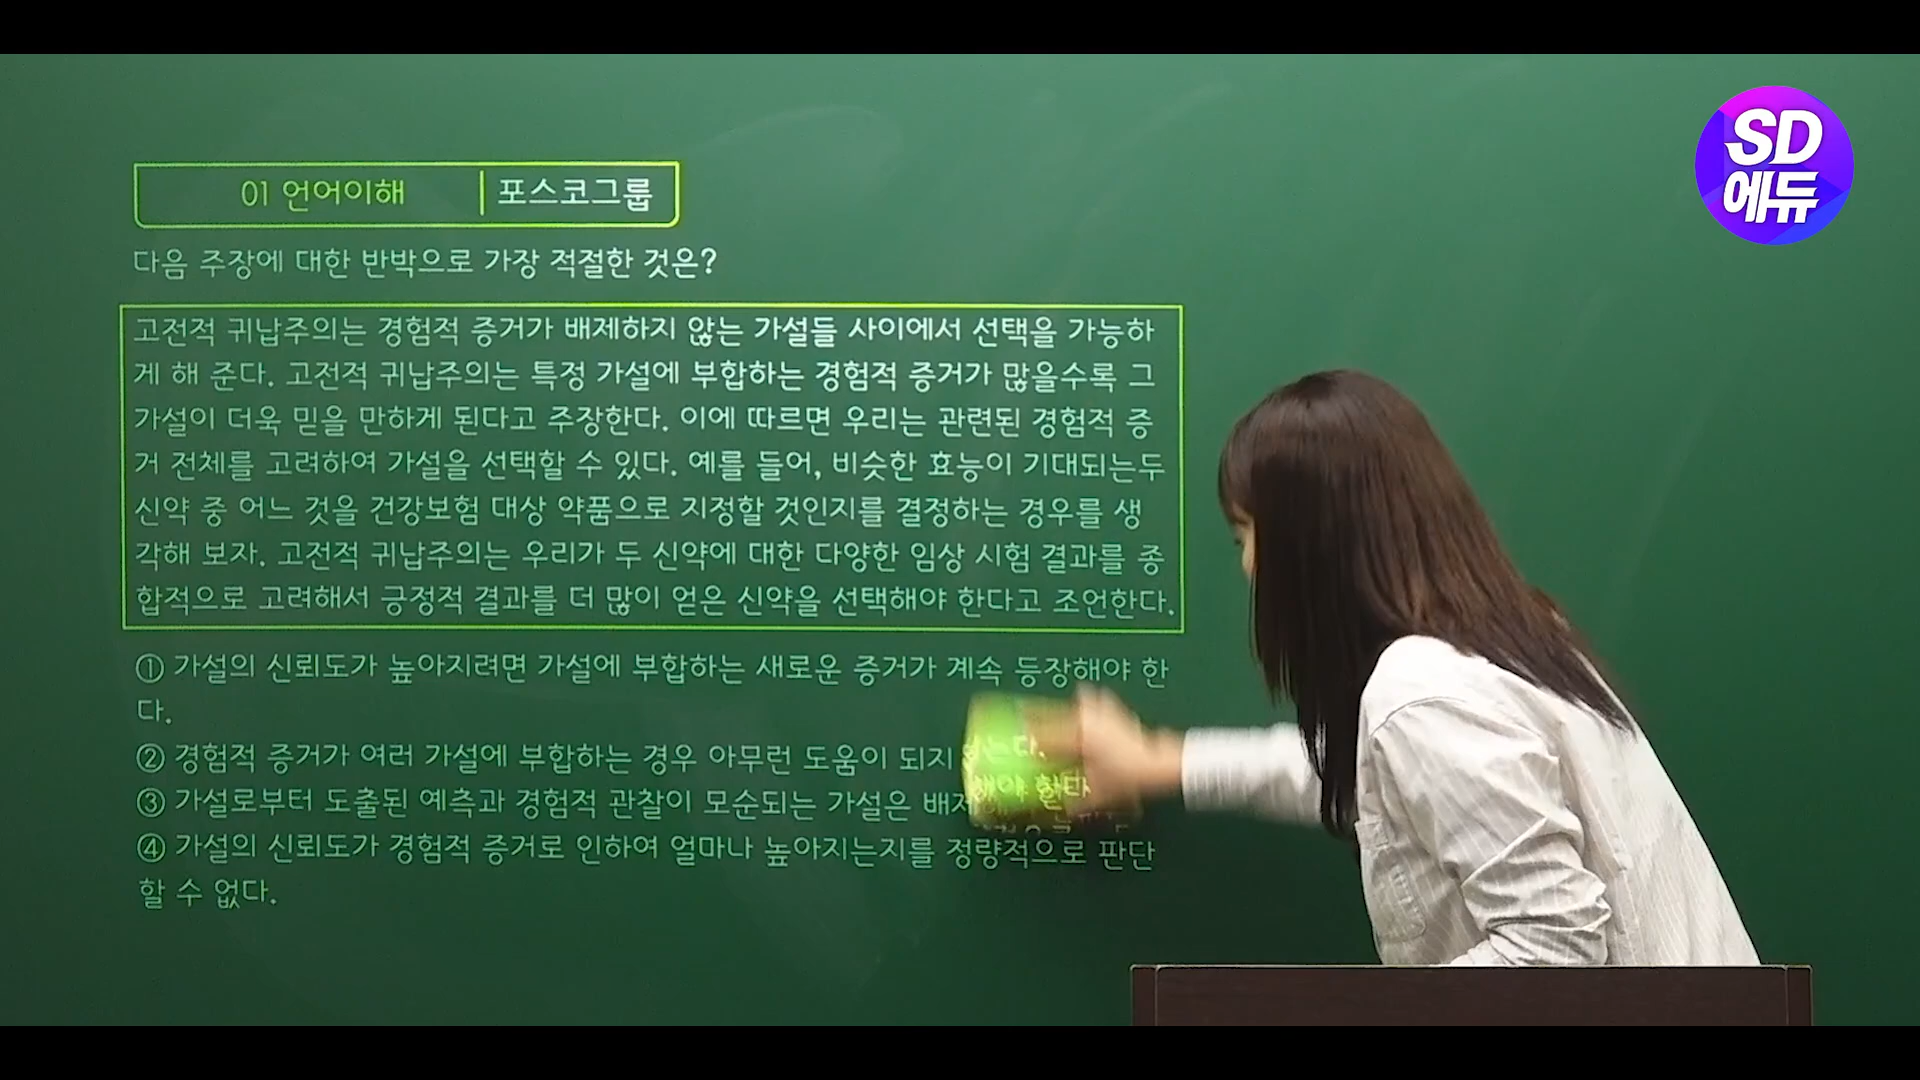 SD
에듀
01 언어이해 포스코그룹
다음 주장에 대한 반박으로 가장 적절한 것은?
고전적 귀납주의는 경험적 증거가 배제하지 않는 가설들 사이에서 선택을 가능하
게 해 준다. 고전적 귀납주의는 특정 가설에 부합하는 경험적 증거가 많을수록 그
가설이 더욱 믿을 만하게 된다고 주장한다. 이에 따르면 우리는 관련된 경험적 증
거 전체를 고려하여 가설을 선택할 수 있다. 예를 들어, 비슷한 효능이 기대되는두
신약 중 어느 것을 건강보험 대상 약품으로 지정할 것인지를 결정하는 경우를 생
각해 보자. 고전적 귀납주의는 우리가 두 신약에 대한 다양한 임상 시험 결과를 종
합적으로 고려해서 긍정적 결과를 더 많이 얻은 신약을 선택해야 한다고 조언한다.
① 가설의 신뢰도가 높아지려면 가설에 부합하는 새로운 증거가 계속 등장해야 한
다.
② 경험적 증거가 여러 가설에 부합하는 경우 아무런 도움이 되지
③ 가설로부터 도출된 예측과 경험적 관찰이 모순되는 가설은 해야 한다
④ 가설의 신뢰도가 경험적 증거로 인하여 얼마나 높아지는지를 정량적으로 판단
할 수 없다.